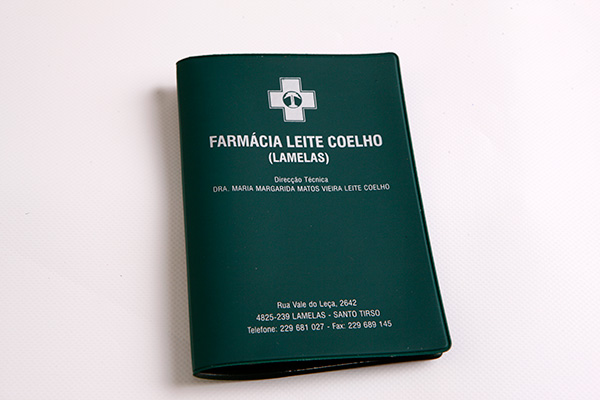 FARMÁCIA LEITE COELHO
(LAMELAS)
Direcção Técnica
DRA. MARIA MARGARIDA MATOS VIEIRA LEITE COELHO
Rua Vale do Leça, 2642
4825-239 LAMELAS - SANTO TIRSO
Telefone: 229 681 027 - Fax: 229 689 145